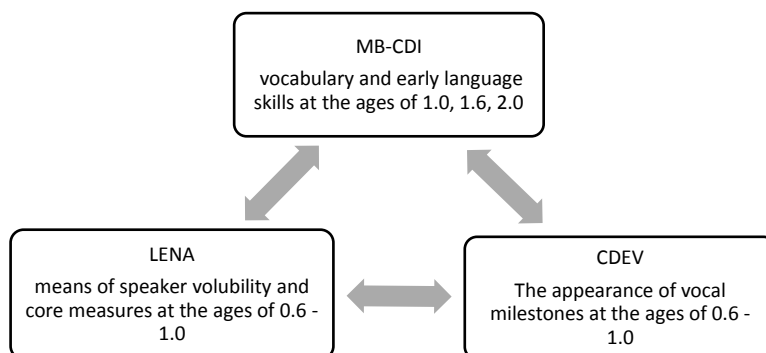 MB-CDI
vocabulary and early language
skills at the ages of 1.0, 1.6, 2.0
LENA
means of speaker volubility and
core measures at the ages of 0.6 -
1.0
CDEV
The appearance of vocal
milestones at the ages of 0.6 -
1.0